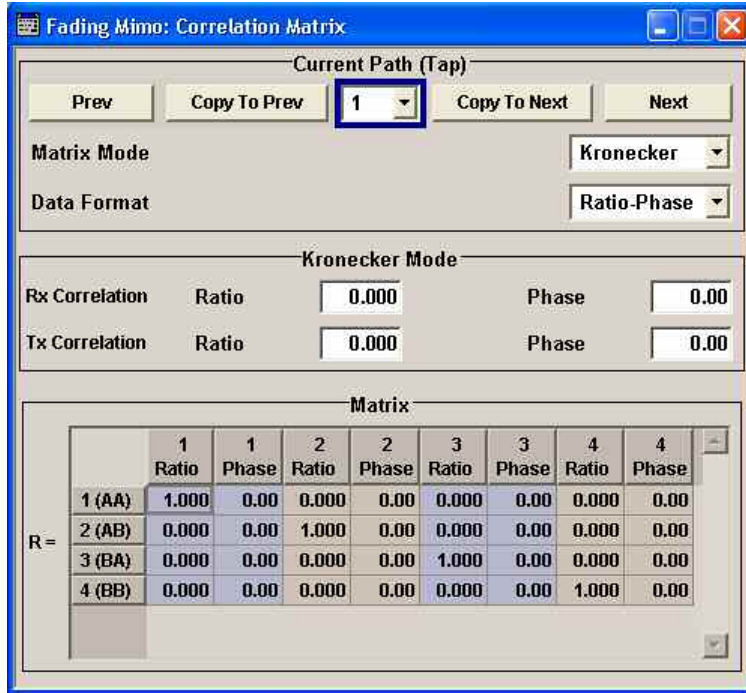 Fading Mimo: Correlation Matrix
Current Path (Tap)
Prev Copy To Prev 1 Copy To Next Next
Matrix Mode Kronecker
Data Format Ratio-Phase
Kronecker Mode
Rx Correlation Ratio 0.000 Phase 0.00
Tx Correlation Ratio 0.000 Phase 0.00
Matrix
1 1 2 2 3 3 4 4
Ratio Phase Ratio Phase Ratio Phase Ratio Phase
1 (AA) 1.000 0.00 0.000 0.00 0.000 0.00 0.000 0.00
2 (AB) 0.000 0.00 1.000 0.00 0.000 0.00 0.000 0.00
R =
3 (BA) 0.000 0.00 0.000 0.00 1.000 0.00 0.000 0.00
4 (BB) 0.000 0.00 0.000 0.00 0.000 0.00 1.000 0.00